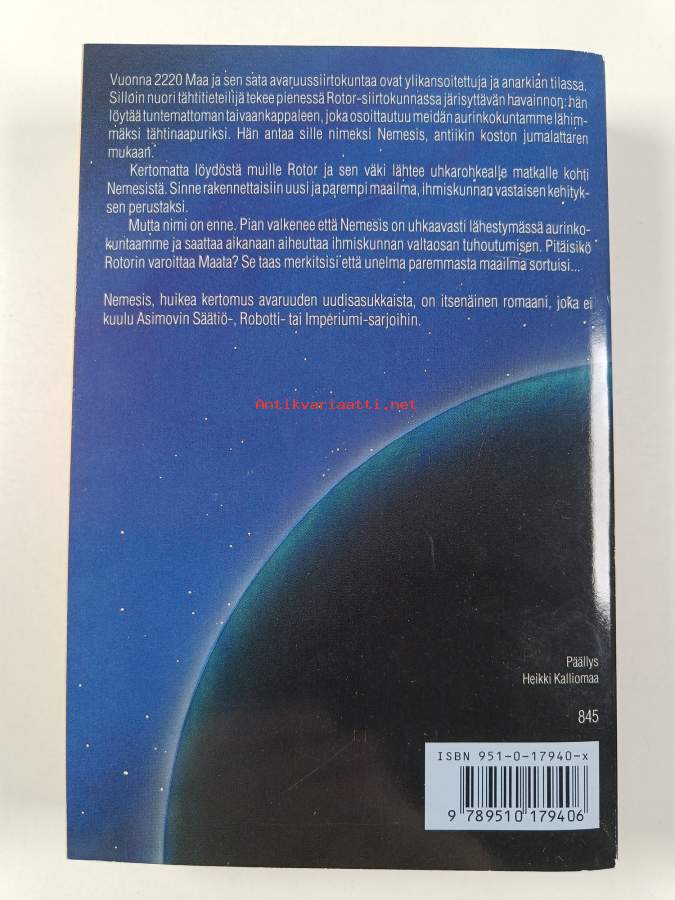 Vuonna 2220 Maa ja sen sata avaruussiirtokuntaa ovat ylikansoitettuja ja anarkian tilassa.
Silloin nuori tähtitieteilijä tekee pienessä Rotor-siirtokunnassa järisyttävän havainnon: hän
löytää tuntemattoman taivaankappaleen, joka osoittautuu meidän aurinkokuntamme lähim-
mäksi tähtinaapuriksi. Hän antaa sille nimeksi Nemesis, antiikin koston jumalattaren
mukaan.
Kertomatta löydöstä muille Rotor ja sen väki lähtee uhkarohkealle matkalle kohti
Nemesistä. Sinne rakennettaisiin uusi ja parempi maailma, ihmiskunnan vastaisen kehityk-
sen perustaksi.
Mutta nimi on enne. Pian valkenee että Nemesis on uhkaavasti lähestymässä aurinko-
kuntaamme ja saattaa aikanaan aiheuttaa ihmiskunnan valtaosan tuhoutumisen. Pitäisikö
Rotorin varoittaa Maata? Se taas merkitsisi että unelma paremmasta maailma sortuisi...
Nemesis, huikea kertomus avaruuden uudisasukkaista, on itsenäinen romaani, joka ei
kuulu Asimovin Säätiö-, Robotti- tai Imperiumi-sarjoihin.
Antikvariaatti.net
Päällys
Heikki Kalliomaa
845
ISBN 951-0-17940-x
9 789510 179406